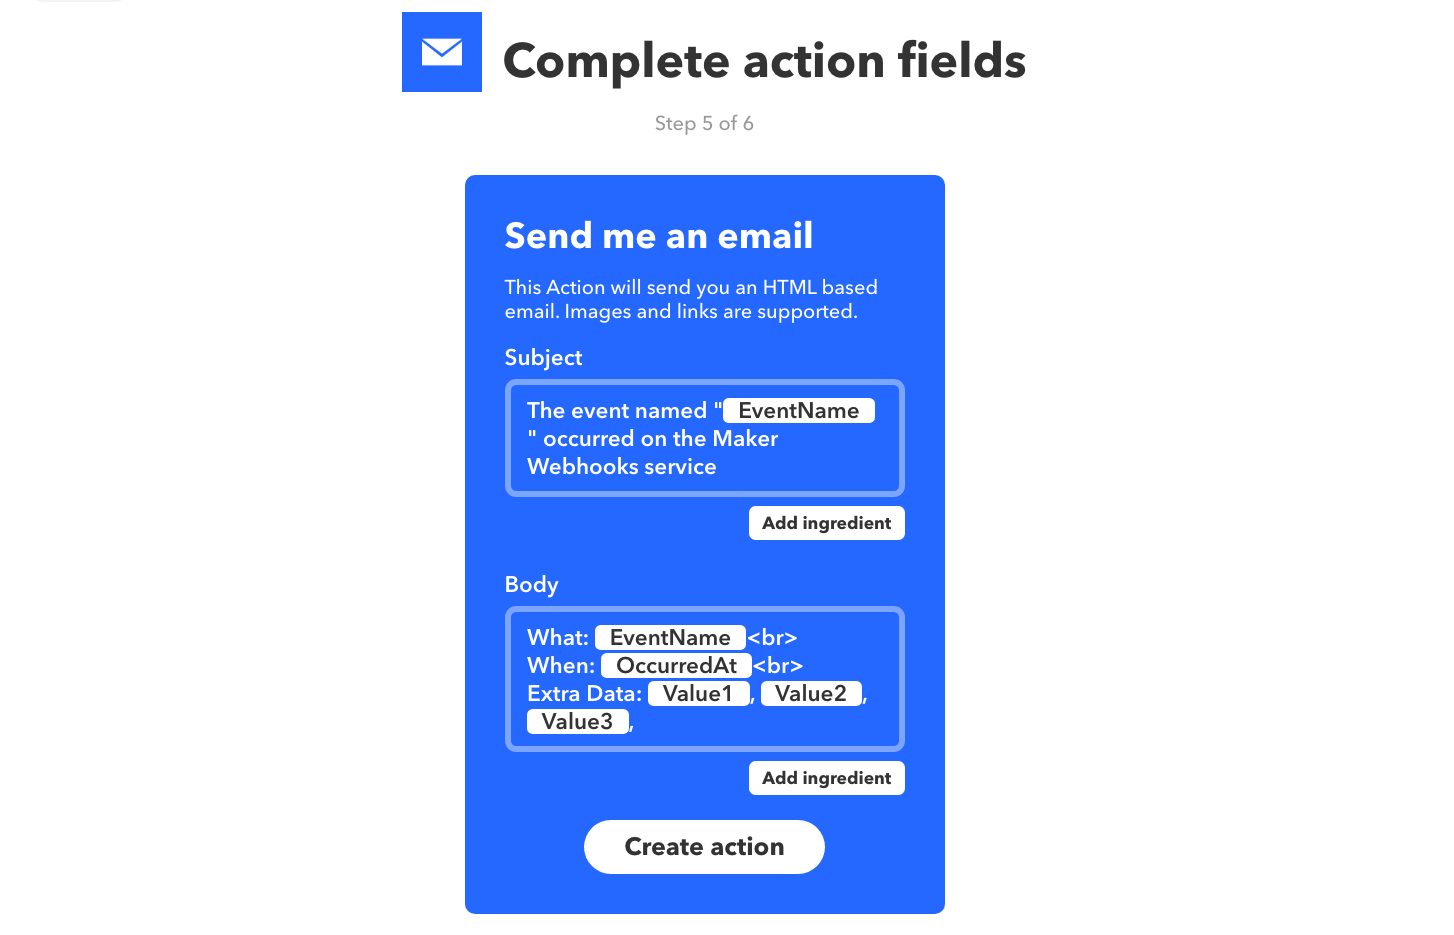 Complete action fields
Step 5 of 6
Send me an email
This Action will send you an HTML based
email. Images and links are supported.
Subject
The event named " EventName
" occurred on the Maker
Webhooks service
Add ingredient
Body
What: EventName <br>
When: OccurredAt <br>
Extra Data: Value1 , Value2 ,
Value3 ,
Add ingredient
Create action